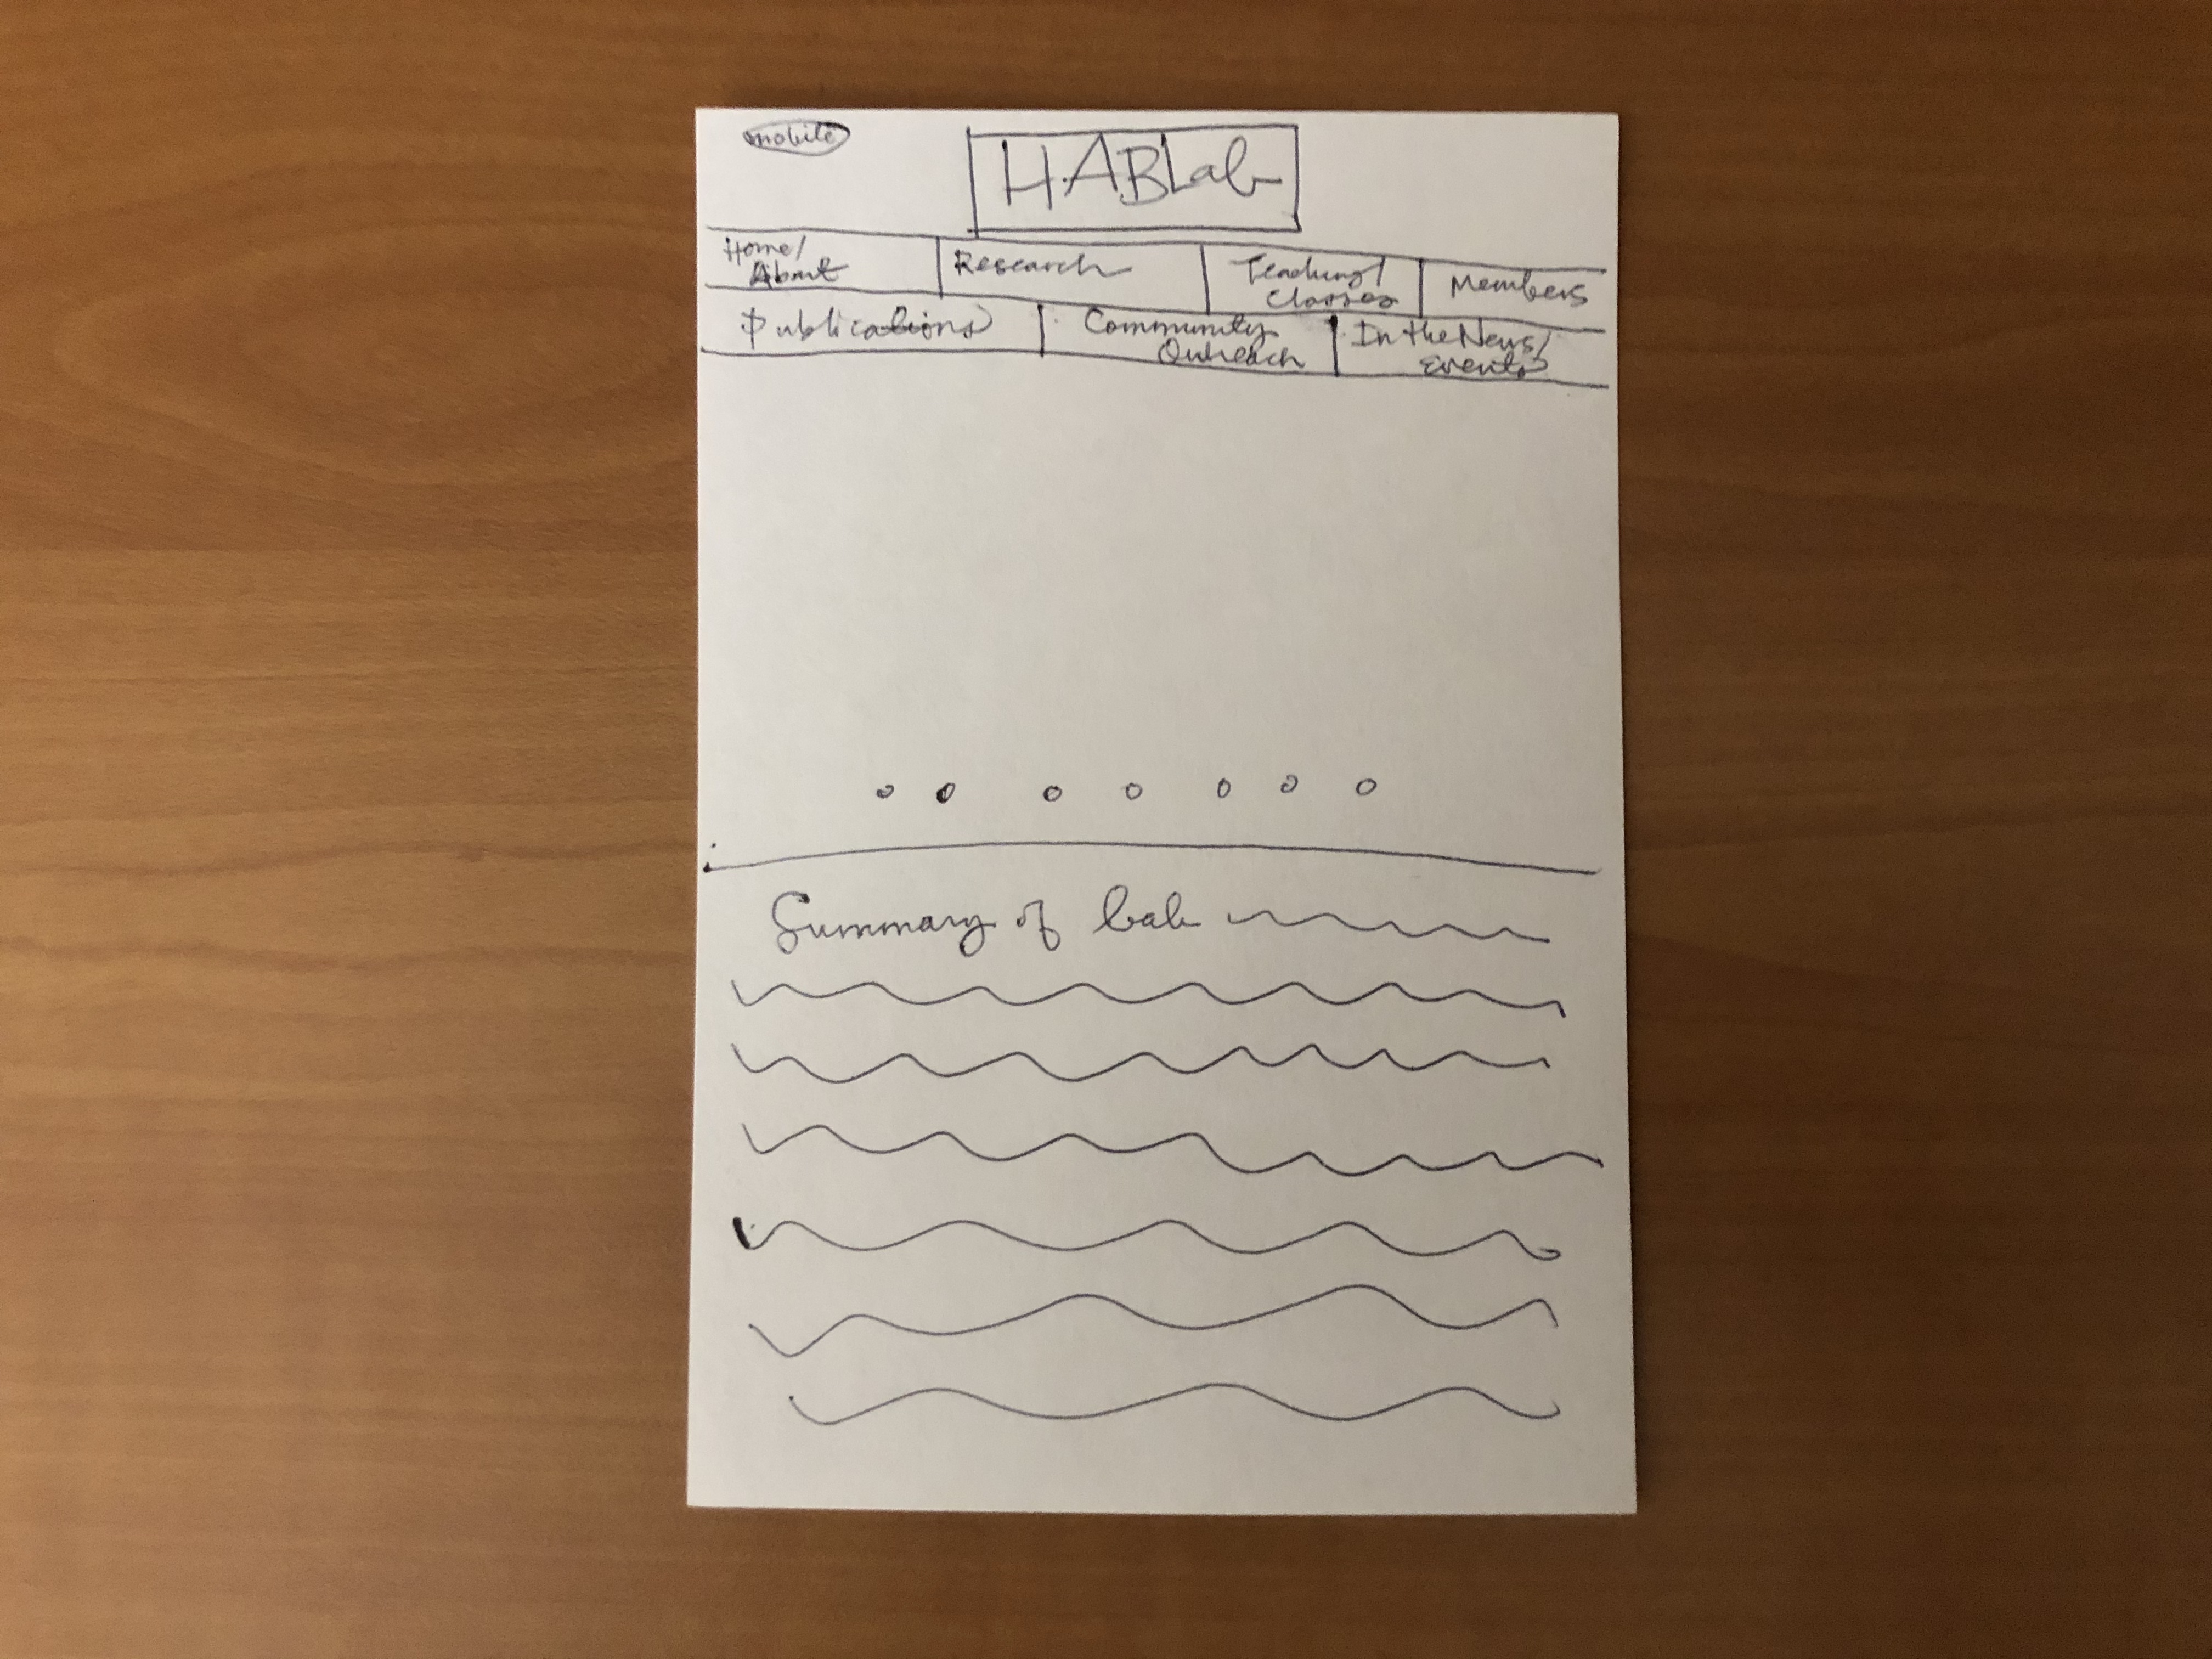 mobile
HABLab
Home/
About
Research
Teaching/
Classes
Members
Publications
Community
Outreach
In the News/
Events
Summary of lab